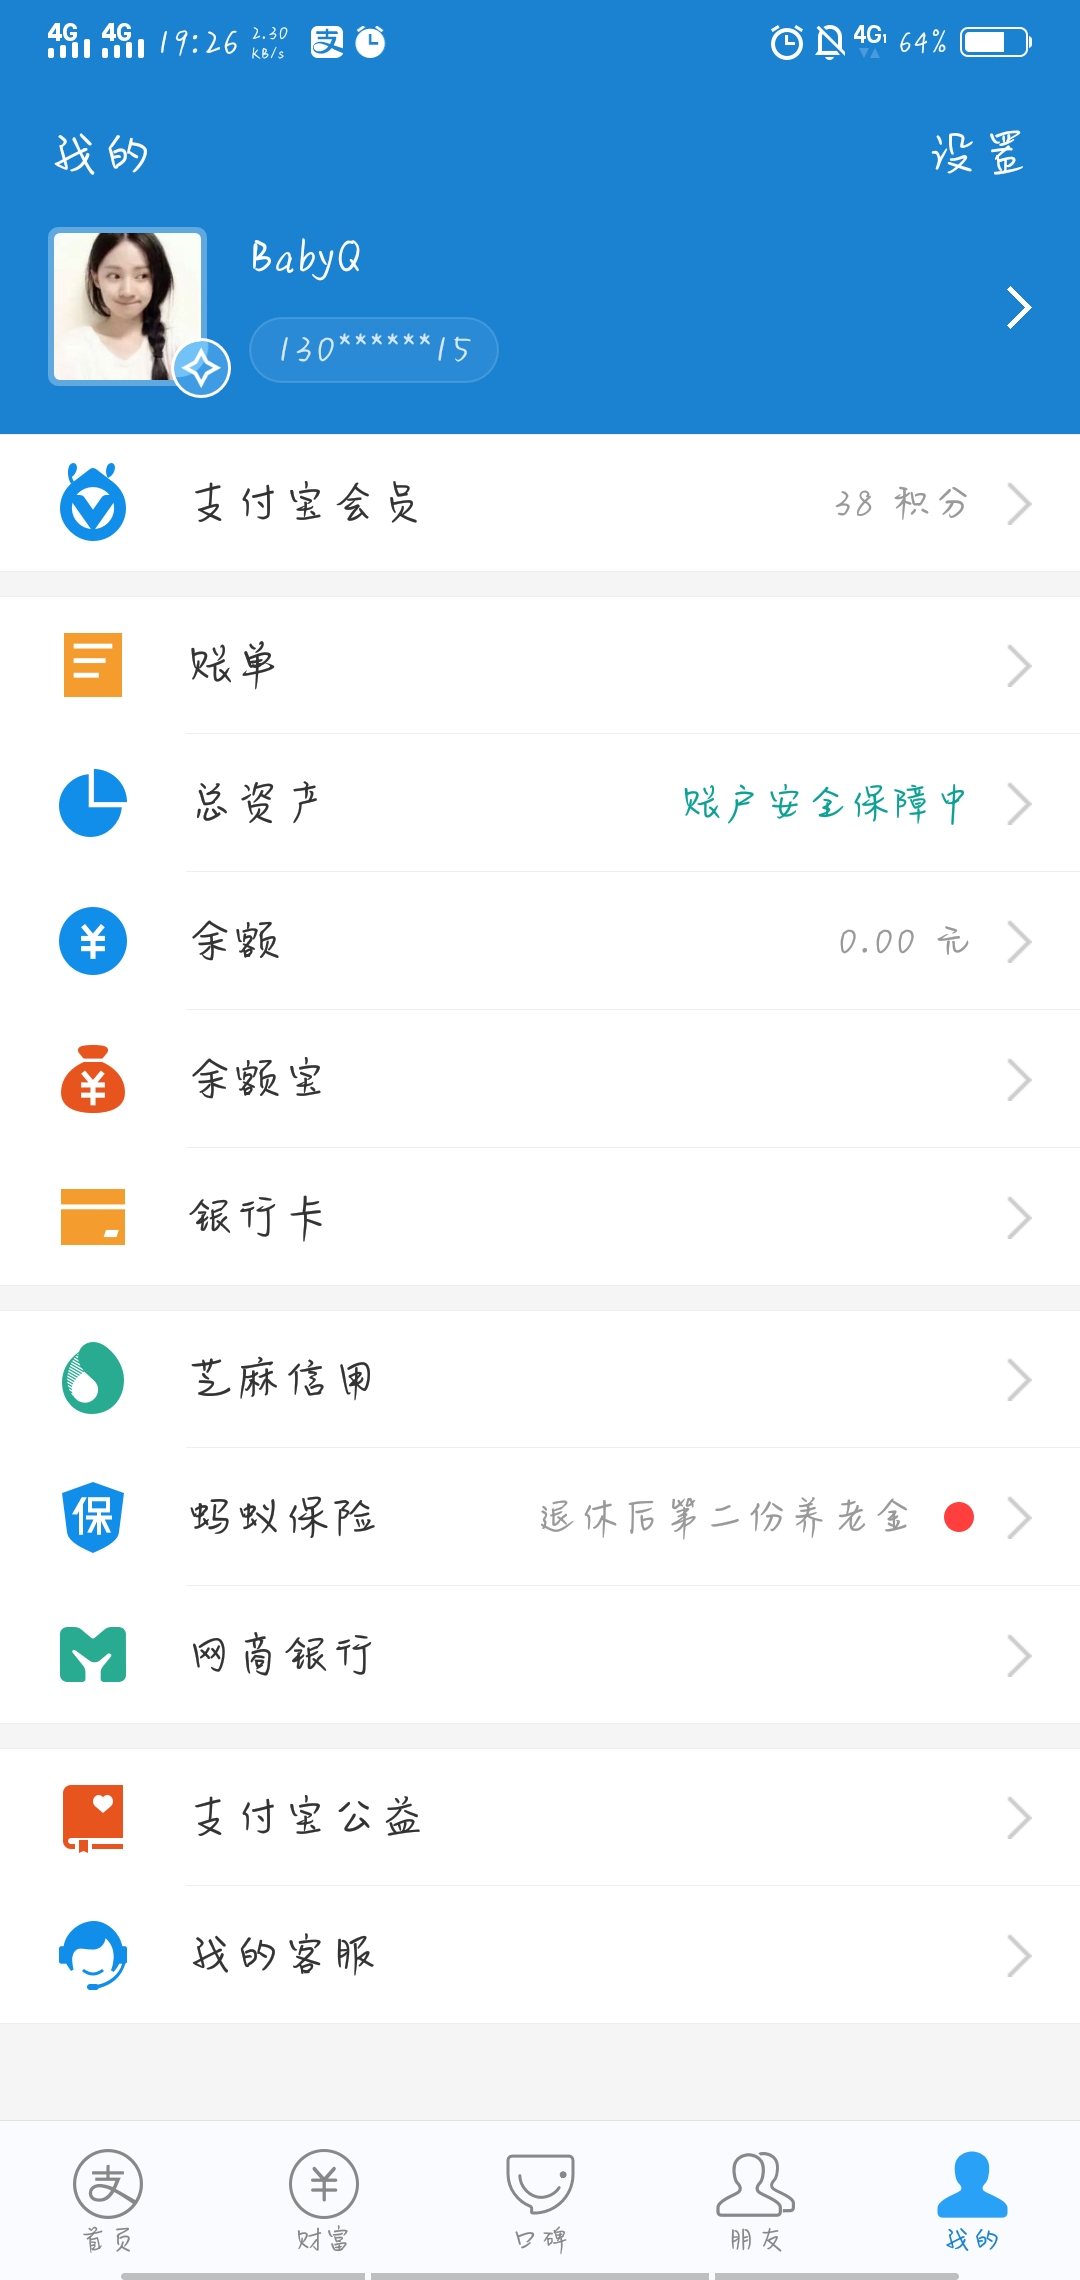 4G 4G 19:26 2.30 KB/s 支 4G1 64%
我的 设置
BabyQ
130******15
支付宝会员 38 积分
账单
总资产 账户安全保障中
¥ 余额 0.00 元
¥ 余额宝
银行卡
芝麻信用
保 蚂蚁保险 退休后第二份养老金
网商银行
支付宝公益
我的客服
支 ¥
首页 财富 口碑 朋友 我的